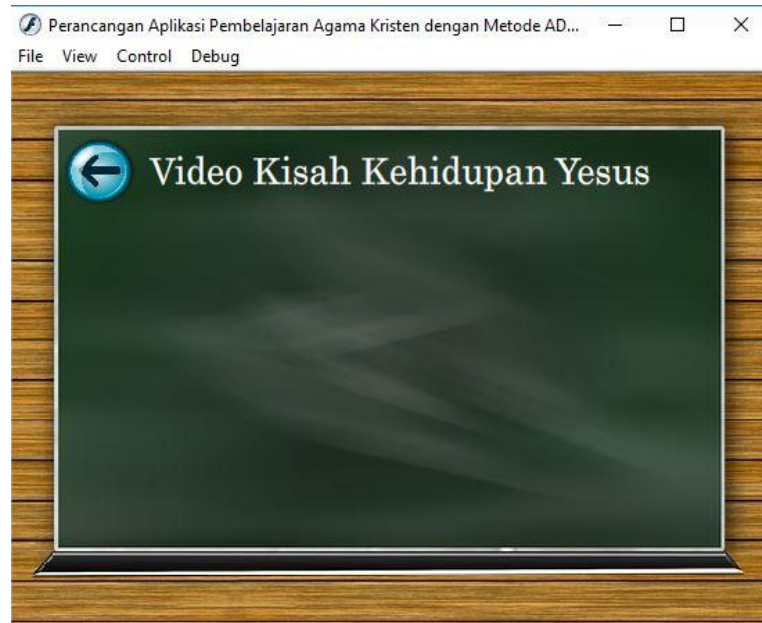 Perancangan Aplikasi Pembelajaran Agama Kristen dengan Metode AD...
File View Control Debug
Video Kisah Kehidupan Yesus